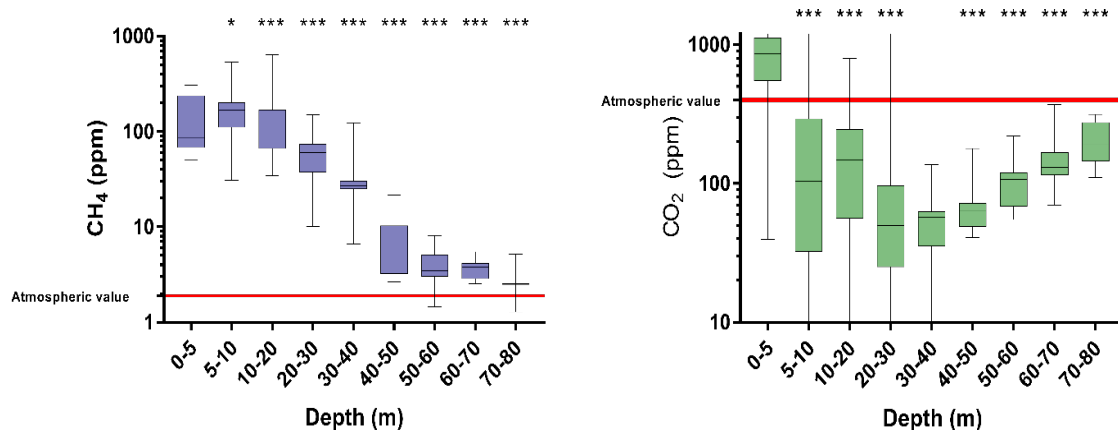 * *** *** *** *** *** *** ***
1000
100
10
1
CH4 (ppm)
Atmospheric value
0-5 5-10 10-20 20-30 30-40 40-50 50-60 60-70 70-80
Depth (m)
*** *** *** *** *** *** ***
1000
100
10
CO2 (ppm)
Atmospheric value
0-5 5-10 10-20 20-30 30-40 40-50 50-60 60-70 70-80
Depth (m)